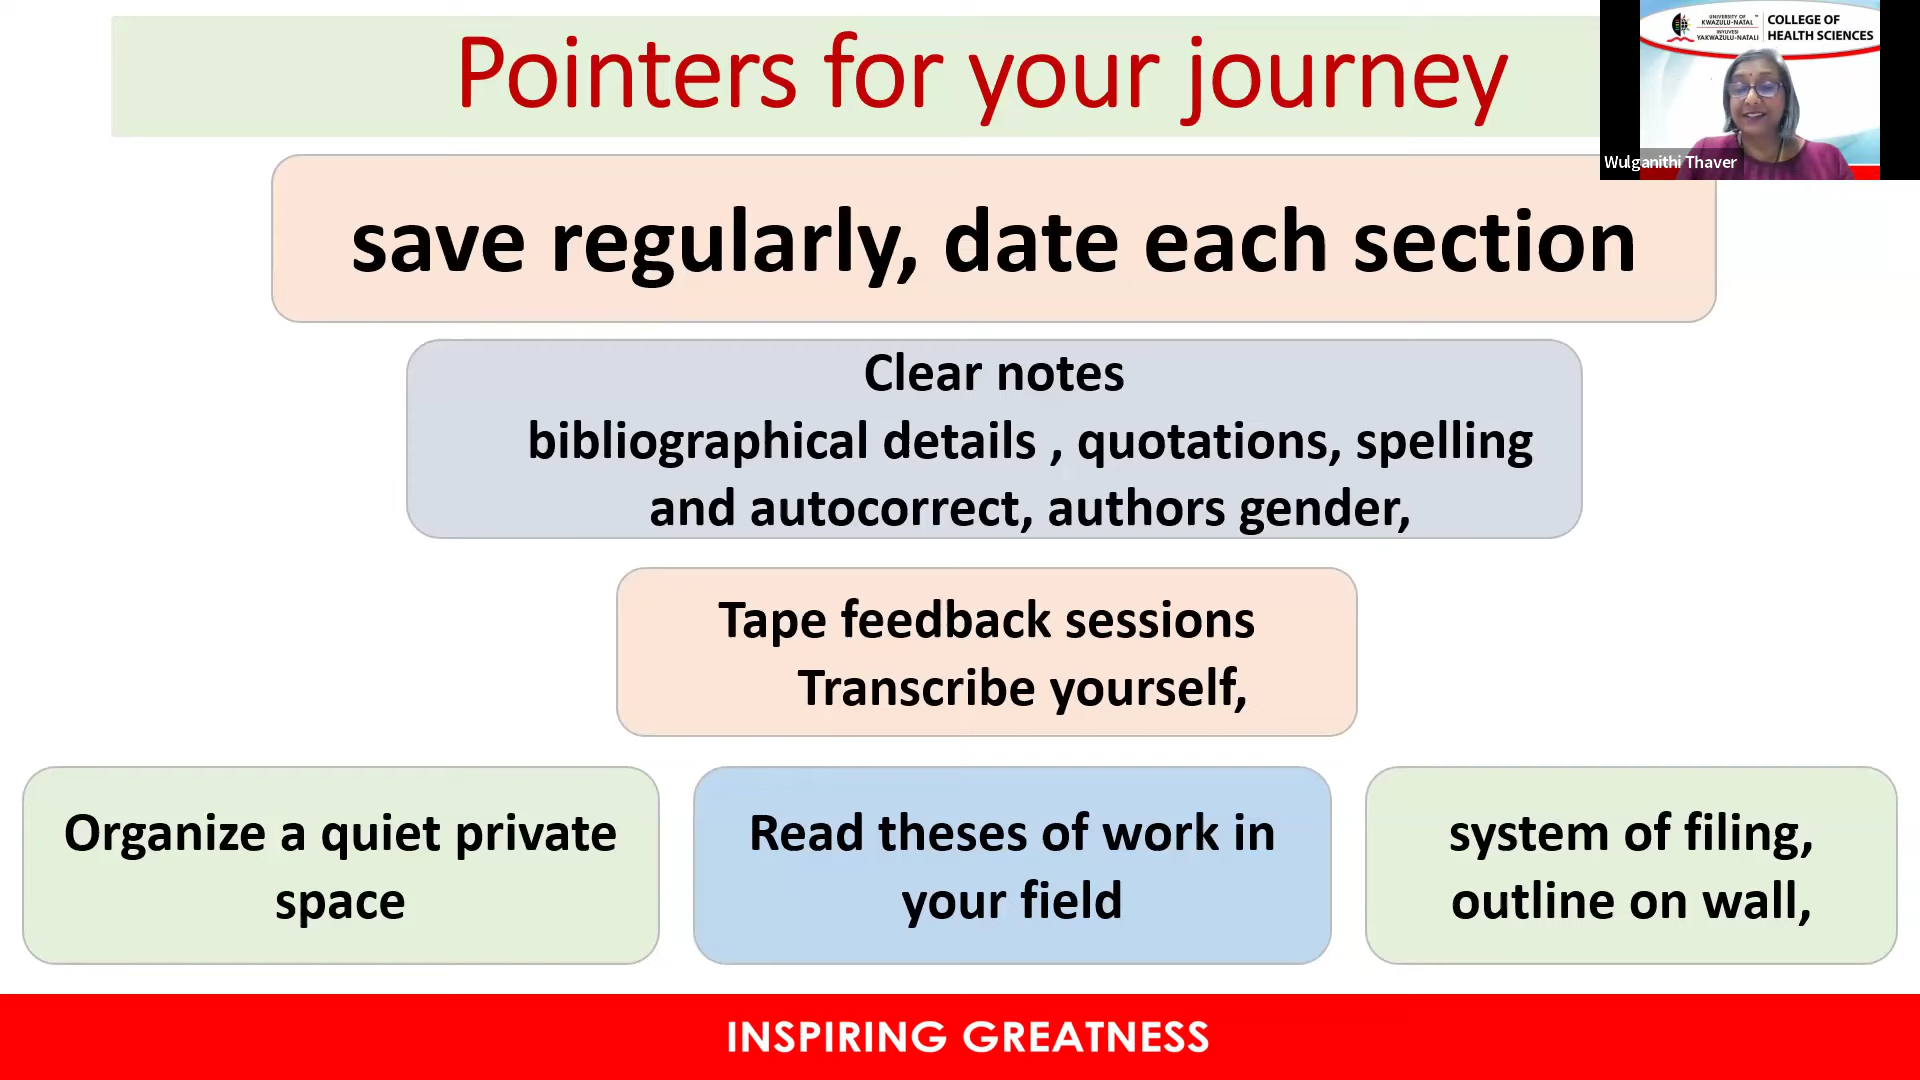 Pointers for your journey
UNIVERSITY OF
KWAZULU-NATAL
INYUVESI
YAKWAZULU-NATALI
COLLEGE OF
HEALTH SCIENCES
Wulganithi Thaver
save regularly, date each section
Clear notes
bibliographical details , quotations, spelling
and autocorrect, authors gender,
Tape feedback sessions
Transcribe yourself,
Organize a quiet private
space
Read theses of work in
your field
system of filing,
outline on wall,
INSPIRING GREATNESS